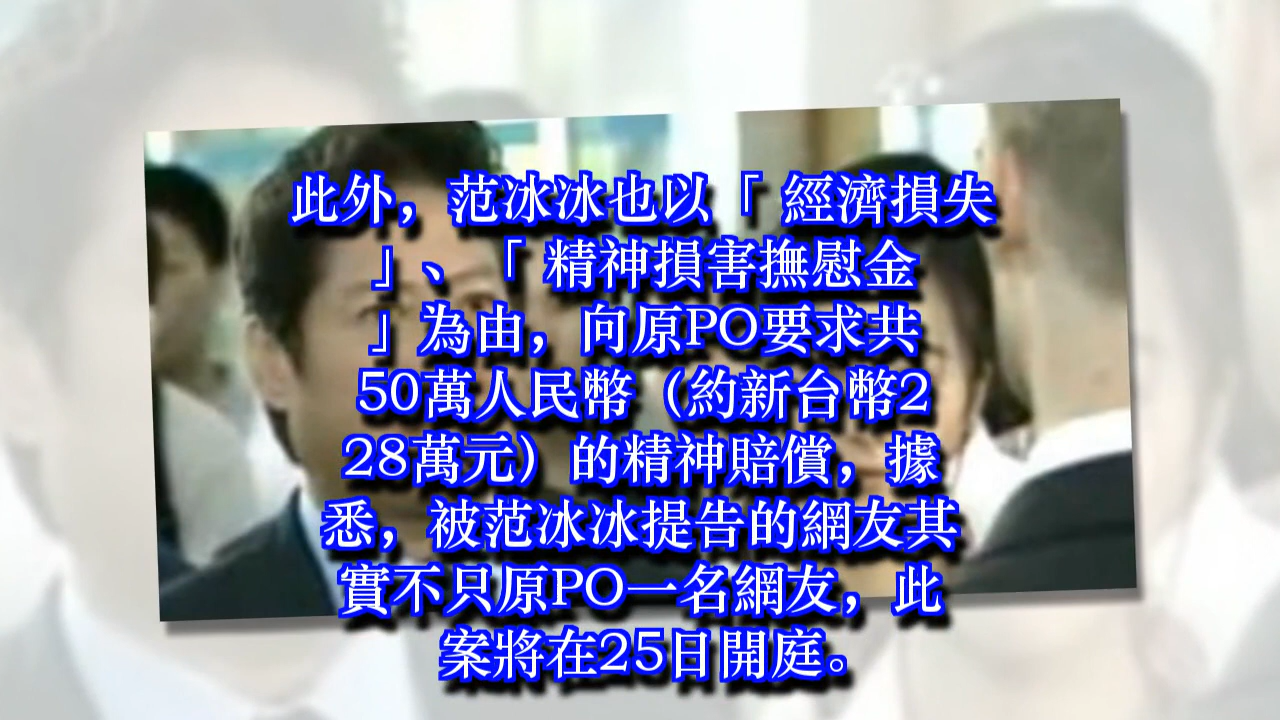 此外，范冰冰也以「 經濟損失
」、「 精神損害撫慰金
」為由，向原PO要求共
50萬人民幣（約新台幣2
28萬元）的精神賠償，據
悉，被范冰冰提告的網友其
實不只原PO一名網友，此
案將在25日開庭。